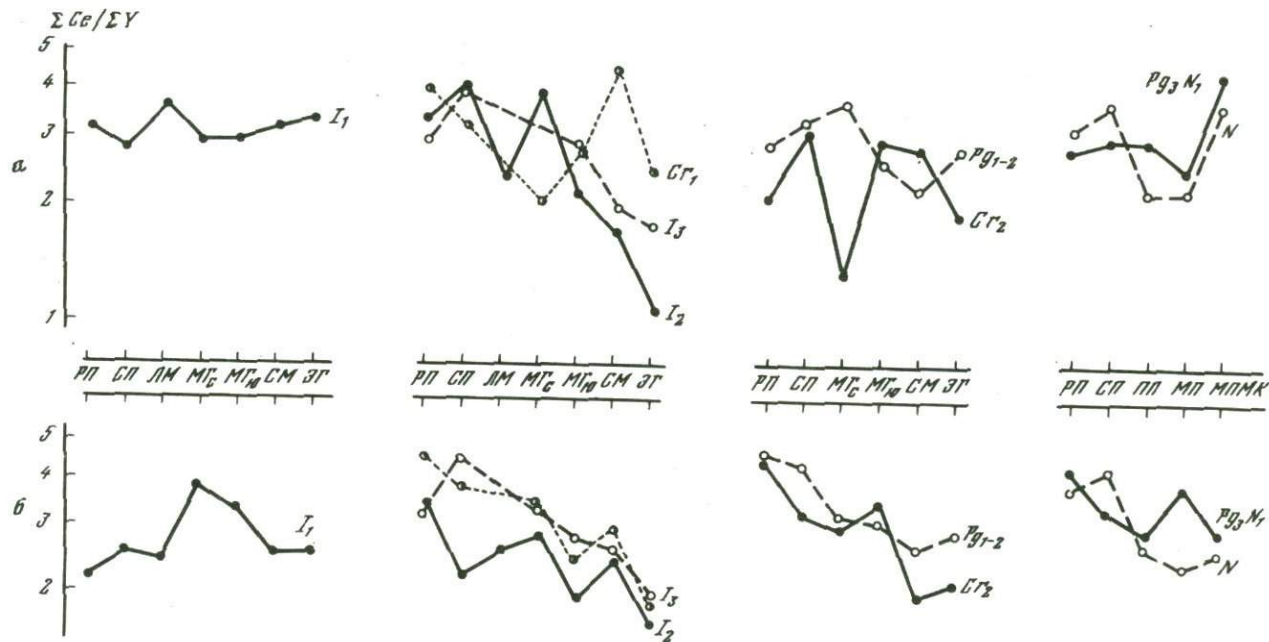 Σ Ce/Σ Y
5
4
3
2
1
а
I₁
Cr₁
I₃
I₂
Pg₁₋₂
Cr₂
Pg₃N₁
N
РП СП ЛМ МГс МГю СМ ЭГ
РП СП ЛМ МГс МГю СМ ЭГ
РП СП МГс МГю СМ ЭГ
РП СП ПП МП МПМК
5
4
3
2
б
I₁
I₃
I₂
Pg₁₋₂
Cr₂
Pg₃N₁
N